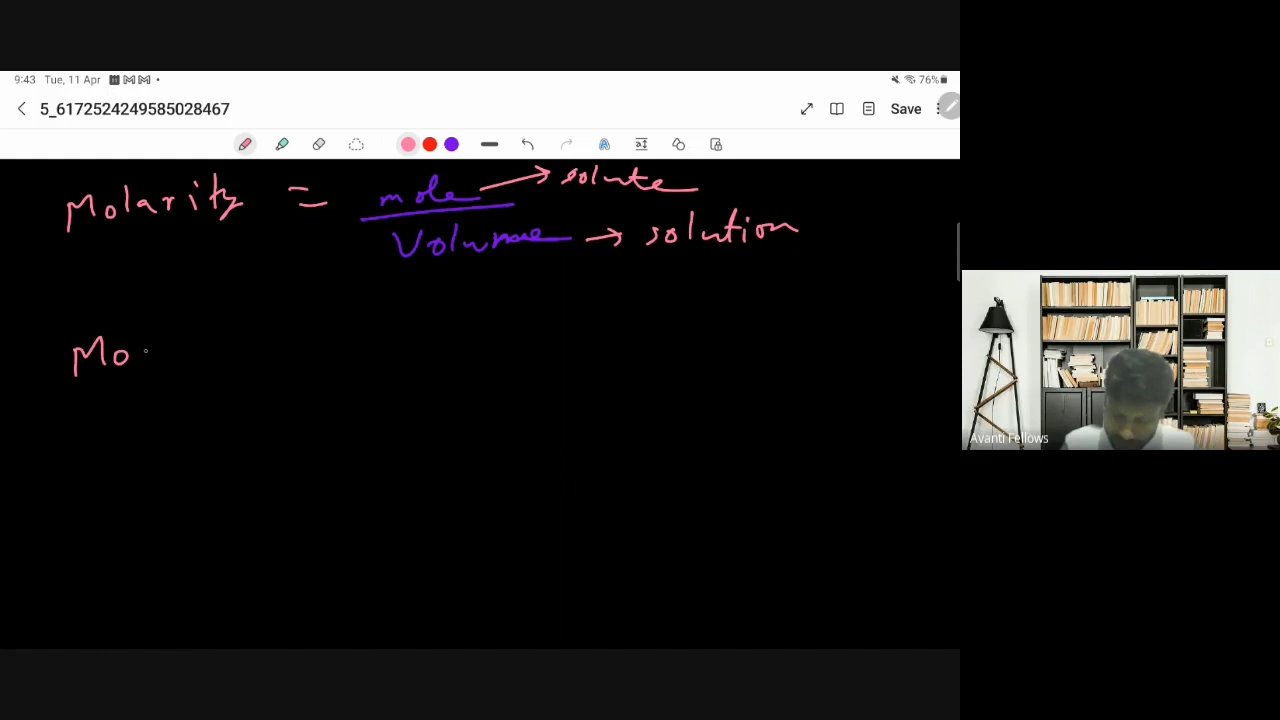 9:43 Tue, 11 Apr 76%
5_6172524249585028467 Save
Molarity = mole → solute
Volume → solution
Mo
Avanti Fellows